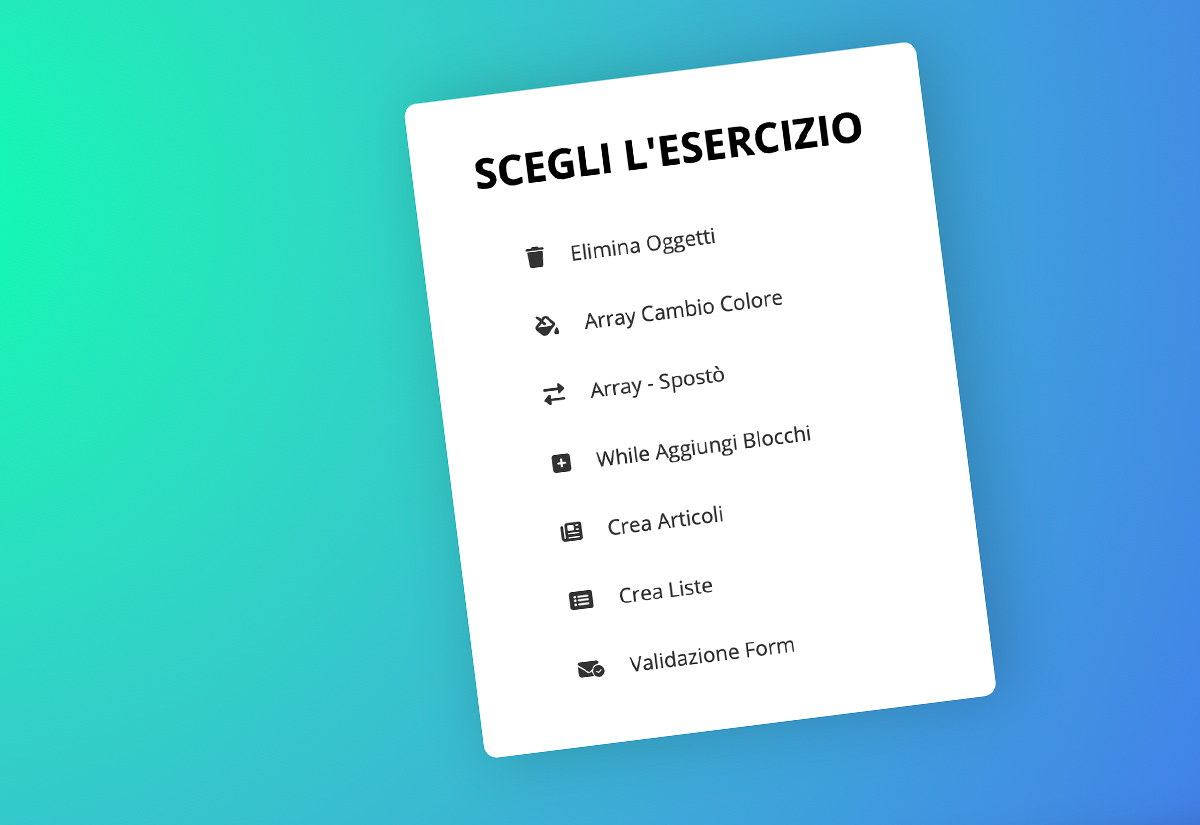 SCEGLI L'ESERCIZIO
Elimina Oggetti
Array Cambio Colore
Array - Spostò
While Aggiungi Blocchi
Crea Articoli
Crea Liste
Validazione Form